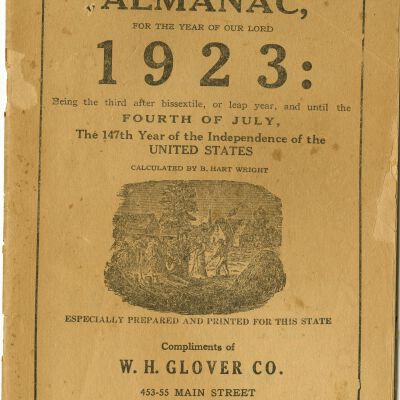 ALMANAC,
FOR THE YEAR OF OUR LORD
1923:
Being the third after bissextile, or leap year, and until the
FOURTH OF JULY,
The 147th Year of the Independence of the
UNITED STATES
CALCULATED BY B. HART WRIGHT
ESPECIALLY PREPARED AND PRINTED FOR THIS STATE
Compliments of
W. H. GLOVER CO.
453-55 MAIN STREET